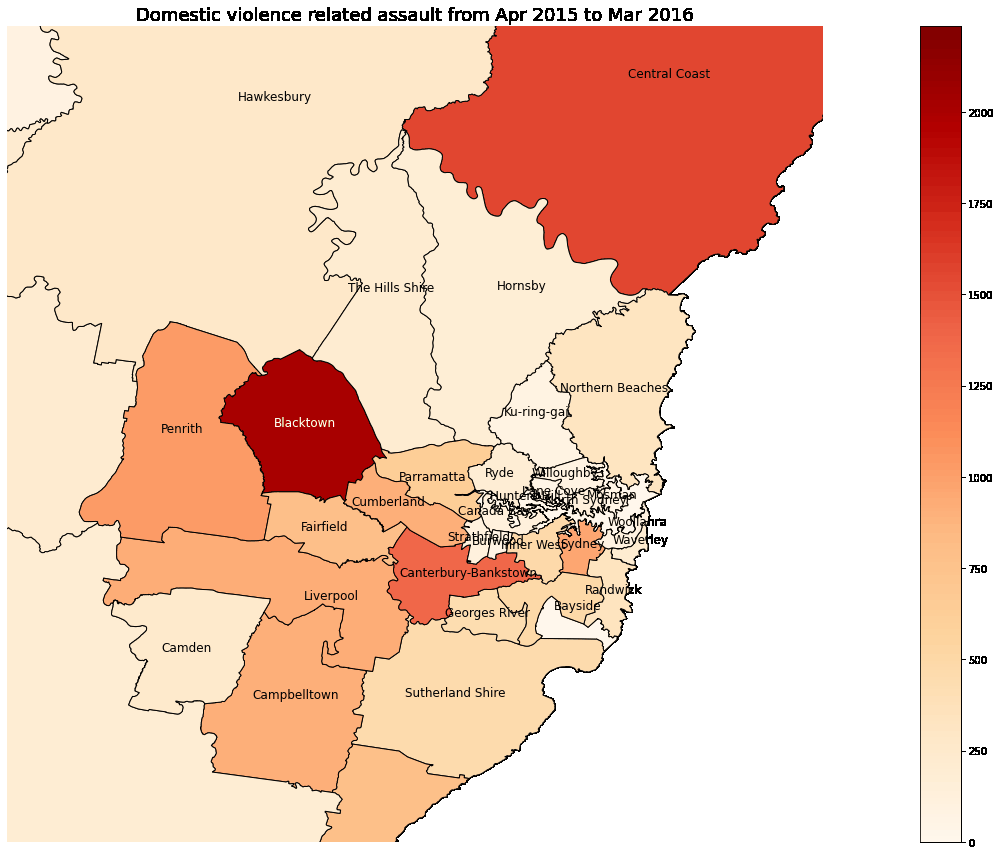 Domestic violence related assault from Apr 2015 to Mar 2016
Central Coast
Hawkesbury
2000
1750
The Hills Shire
Hornsby
1500
Northern Beaches
1250
Ku-ring-gai
Blacktown
Penrith
Ryde
Willoughby
Parramatta
1000
Lane Cove
Mosman
Hunters Hill
North Sydney
Cumberland
Canada Bay
Woollahra
Fairfield
Strathfield
Burwood
Inner West
Sydney
Waverley
750
Canterbury-Bankstown
Liverpool
Randwick
Bayside
Georges River
Camden
500
Campbelltown
Sutherland Shire
250
0